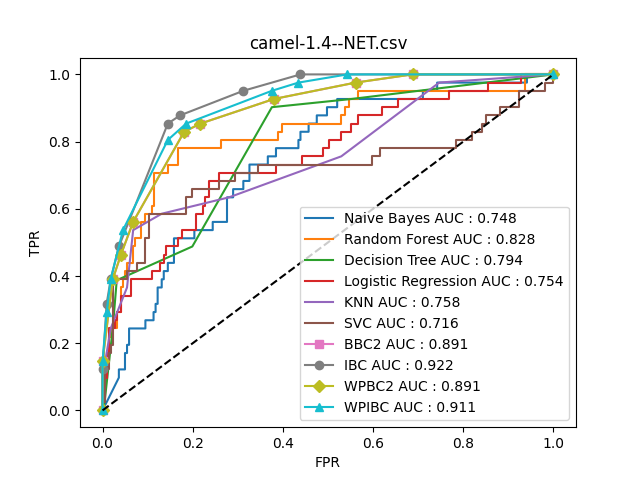 camel-1.4--NET.csv
TPR
1.0
0.8
0.6
0.4
0.2
0.0
Naive Bayes AUC : 0.748
Random Forest AUC : 0.828
Decision Tree AUC : 0.794
Logistic Regression AUC : 0.754
KNN AUC : 0.758
SVC AUC : 0.716
BBC2 AUC : 0.891
IBC AUC : 0.922
WPBC2 AUC : 0.891
WPIBC AUC : 0.911
0.0 0.2 0.4 0.6 0.8 1.0
FPR